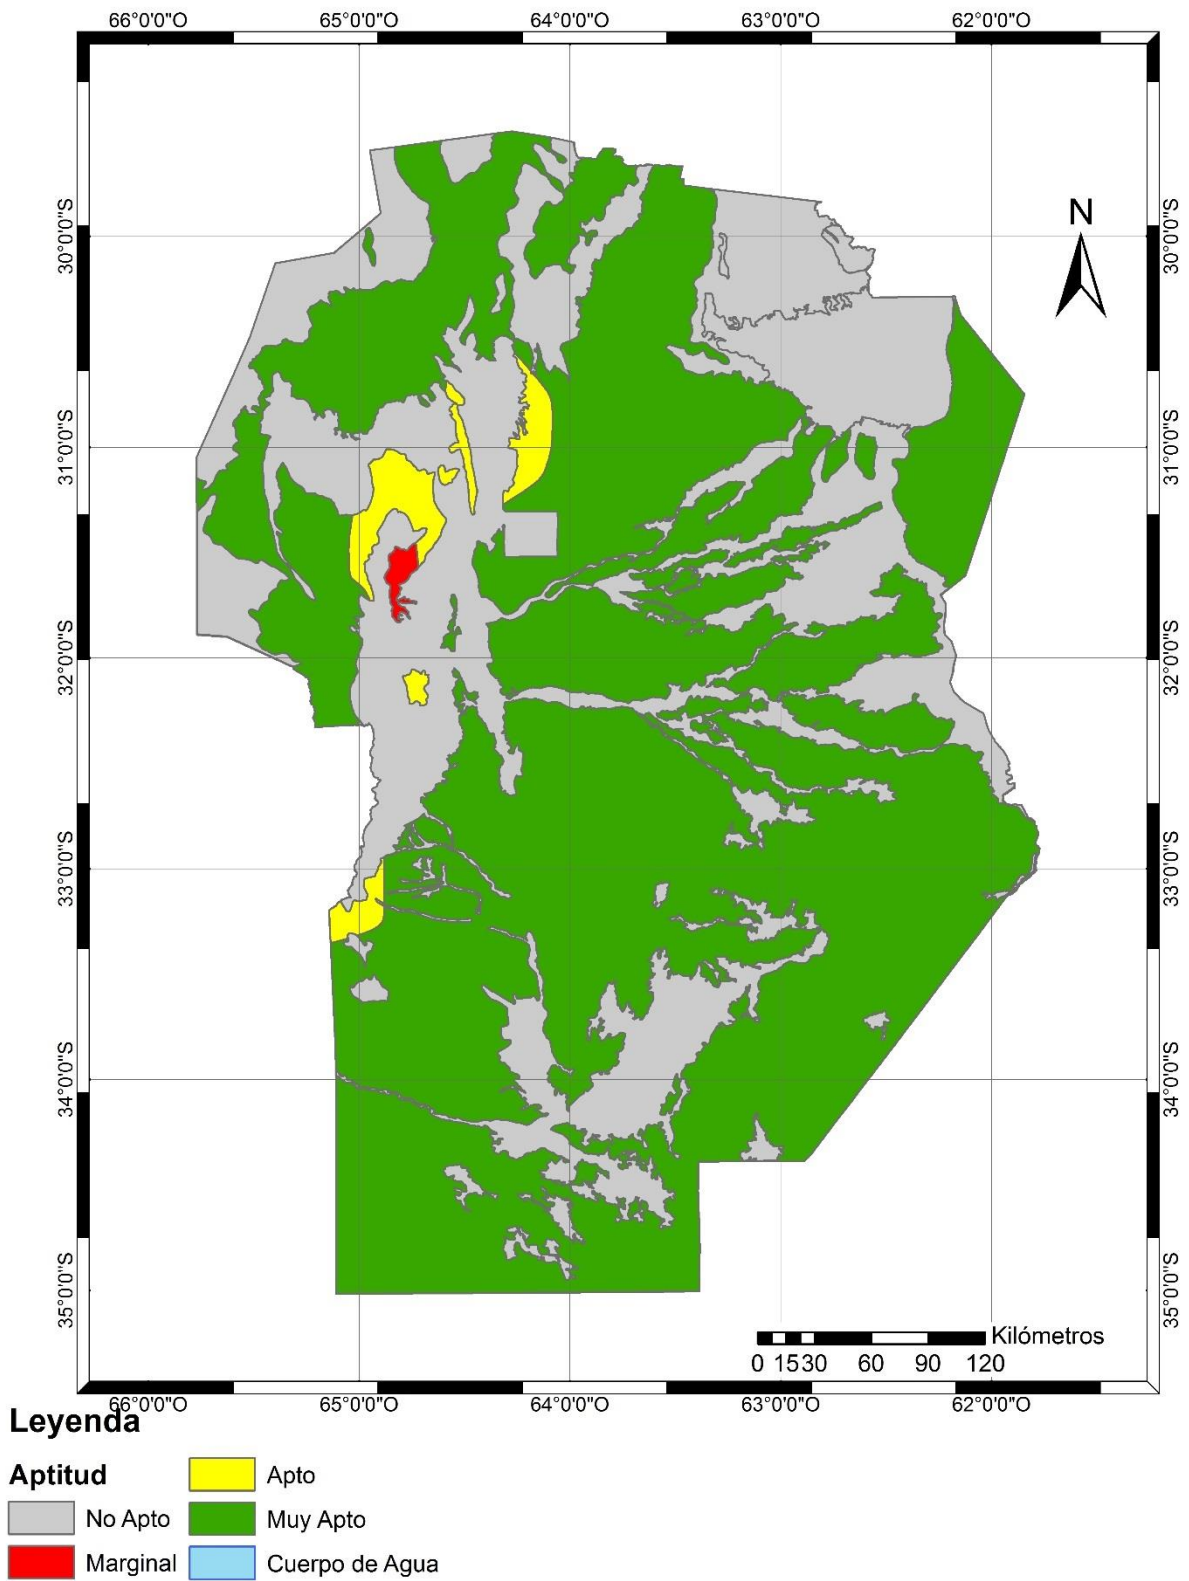 66°0'0"O 65°0'0"O 64°0'0"O 63°0'0"O 62°0'0"O
N
30°0'0"S 30°0'0"S
31°0'0"S 31°0'0"S
32°0'0"S 32°0'0"S
33°0'0"S 33°0'0"S
34°0'0"S 34°0'0"S
35°0'0"S 35°0'0"S
Kilómetros
0 15 30 60 90 120
66°0'0"O 65°0'0"O 64°0'0"O 63°0'0"O 62°0'0"O
Leyenda
Aptitud Apto
No Apto Muy Apto
Marginal Cuerpo de Agua